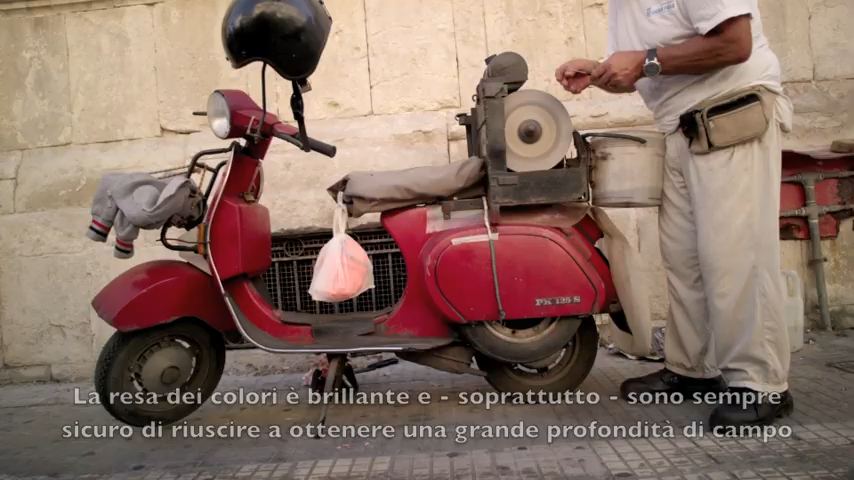 PK 125 S
La resa dei colori è brillante e - soprattutto - sono sempre
sicuro di riuscire a ottenere una grande profondità di campo